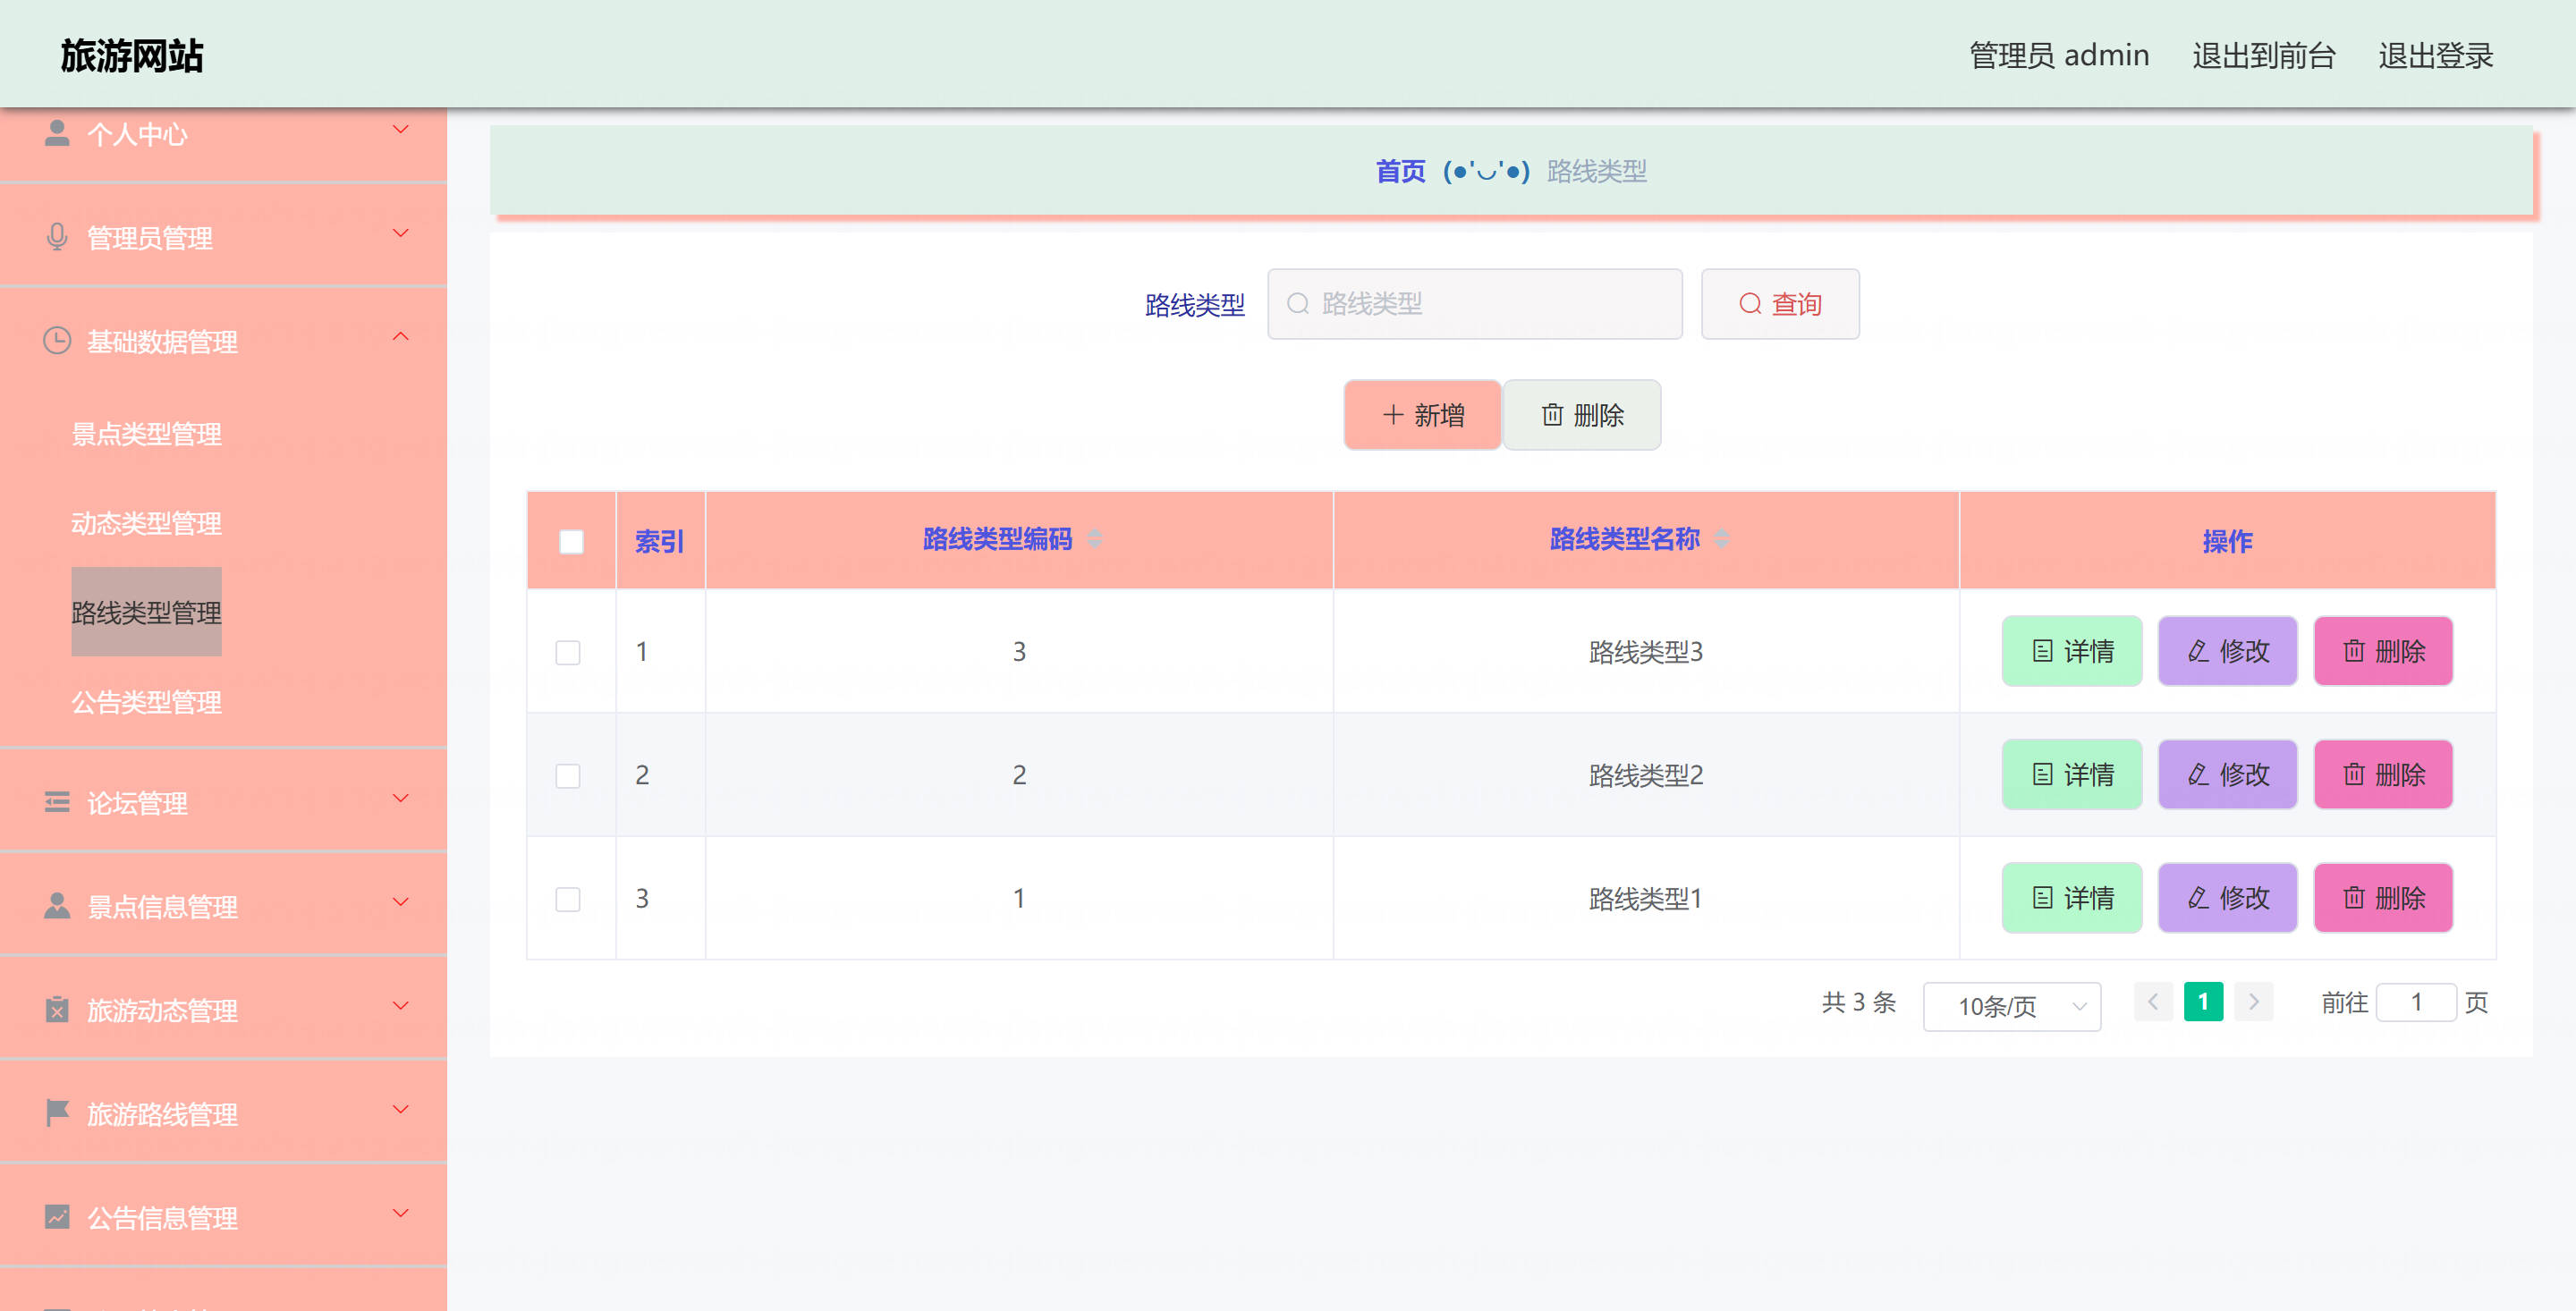 旅游网站
管理员 admin 退出到前台 退出登录
个人中心
管理员管理
基础数据管理
景点类型管理
动态类型管理
路线类型管理
公告类型管理
论坛管理
景点信息管理
旅游动态管理
旅游路线管理
公告信息管理
首页 (●'◡'●) 路线类型
路线类型 路线类型 查询
新增 删除
索引 路线类型编码 路线类型名称 操作
1 3 路线类型3 详情 修改 删除
2 2 路线类型2 详情 修改 删除
3 1 路线类型1 详情 修改 删除
共 3 条 10条/页 1 前往 1 页